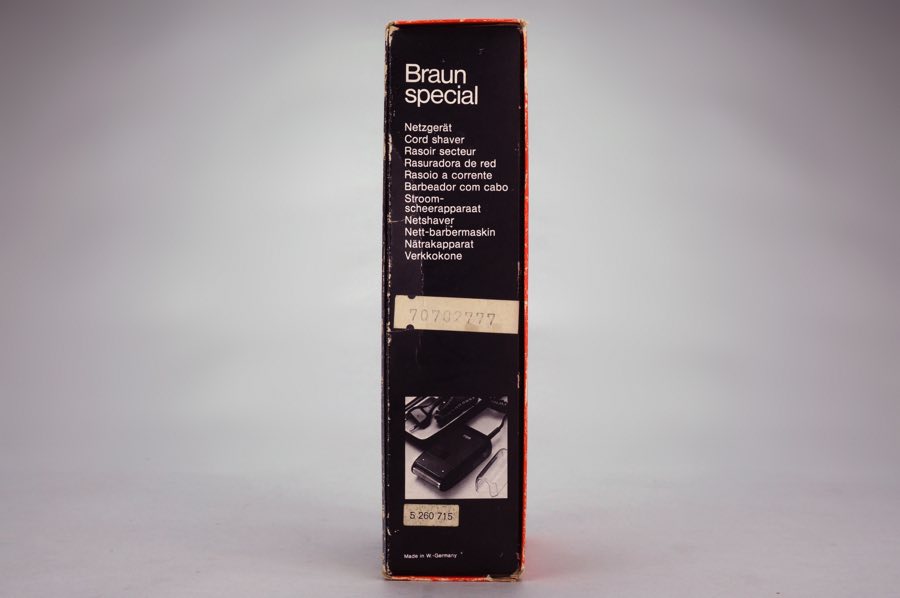 Braun
special
Netzgerät
Cord shaver
Rasoir secteur
Rasuradora de red
Rasoio a corrente
Barbeador com cabo
Stroom-
scheerapparaat
Netshaver
Nett-barbermaskin
Nätrakapparat
Verkkokone
70702777
5 260 715
Made in W.-Germany